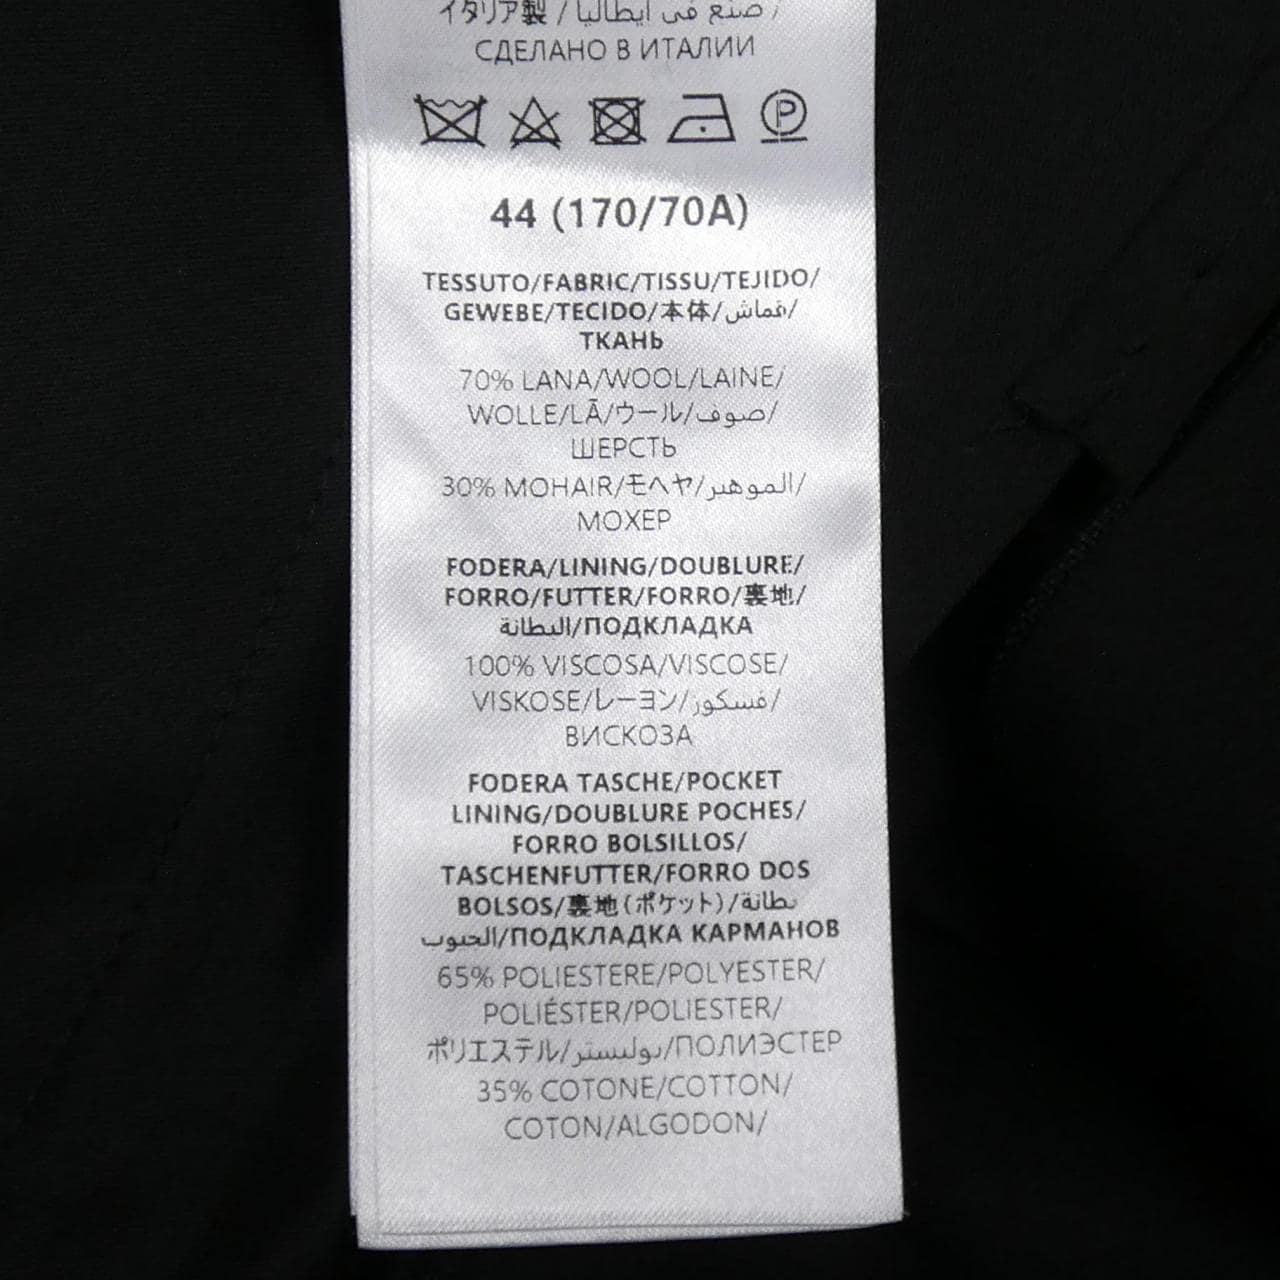 イタリア製 / صنع في ايطاليا /
СДЕЛАНО В ИТАЛИИ
P
44 (170/70A)
TESSUTO/FABRIC/TISSU/TEJIDO/
GEWEBE/TECIDO/本体/قماش/
ТКАНЬ
70% LANA/WOOL/LAINE/
WOLLE/LÃ/ウール/صوف/
ШЕРСТЬ
30% MOHAIR/モヘヤ/الموهير/
МОХЕР
FODERA/LINING/DOUBLURE/
FORRO/FUTTER/FORRO/裏地/
البطانة/ПОДКЛАДКА
100% VISCOSA/VISCOSE/
VISKOSE/レーヨン/فسكوز/
ВИСКОЗА
FODERA TASCHE/POCKET
LINING/DOUBLURE POCHES/
FORRO BOLSILLOS/
TASCHENFUTTER/FORRO DOS
BOLSOS/裏地(ポケット)/بطانة
الجيوب/ПОДКЛАДКА КАРМАНОВ
65% POLIESTERE/POLYESTER/
POLIÉSTER/POLIESTER/
ポリエステル/بوليستر/ПОЛИЭСТЕР
35% COTONE/COTTON/
COTON/ALGODON/